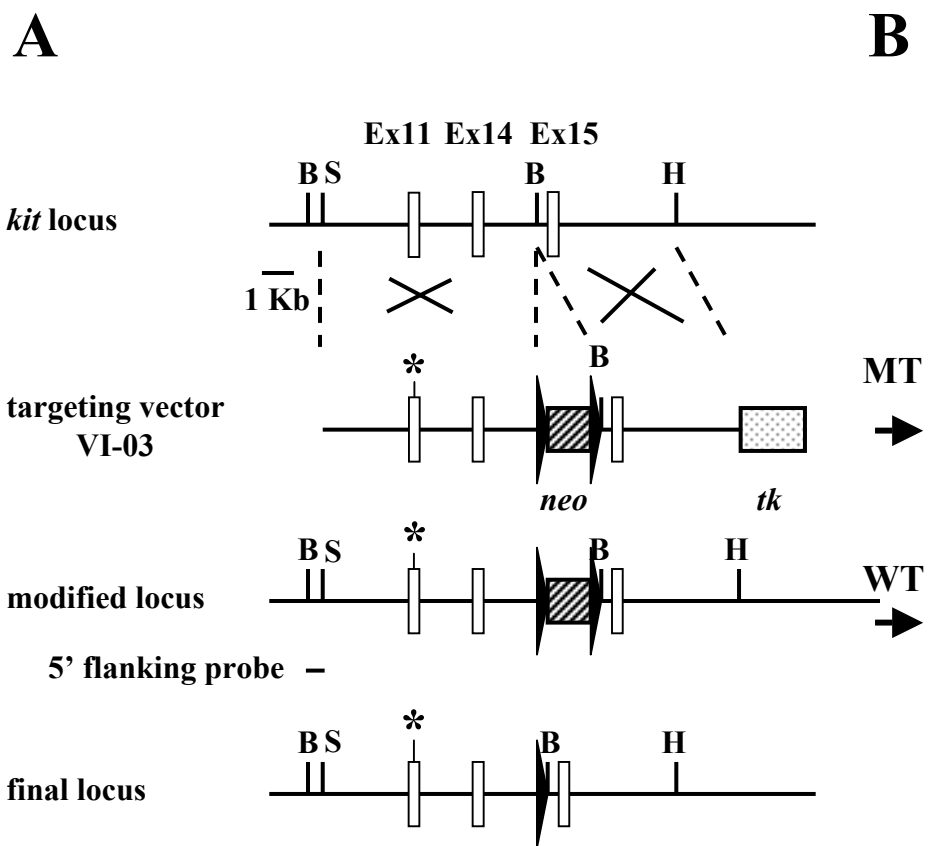 A B
Ex11 Ex14 Ex15
B S B H
kit locus
1 Kb
* B
MT
targeting vector
VI-03
neo tk
* B S B H
WT
modified locus
5’ flanking probe
*
B S B H
final locus